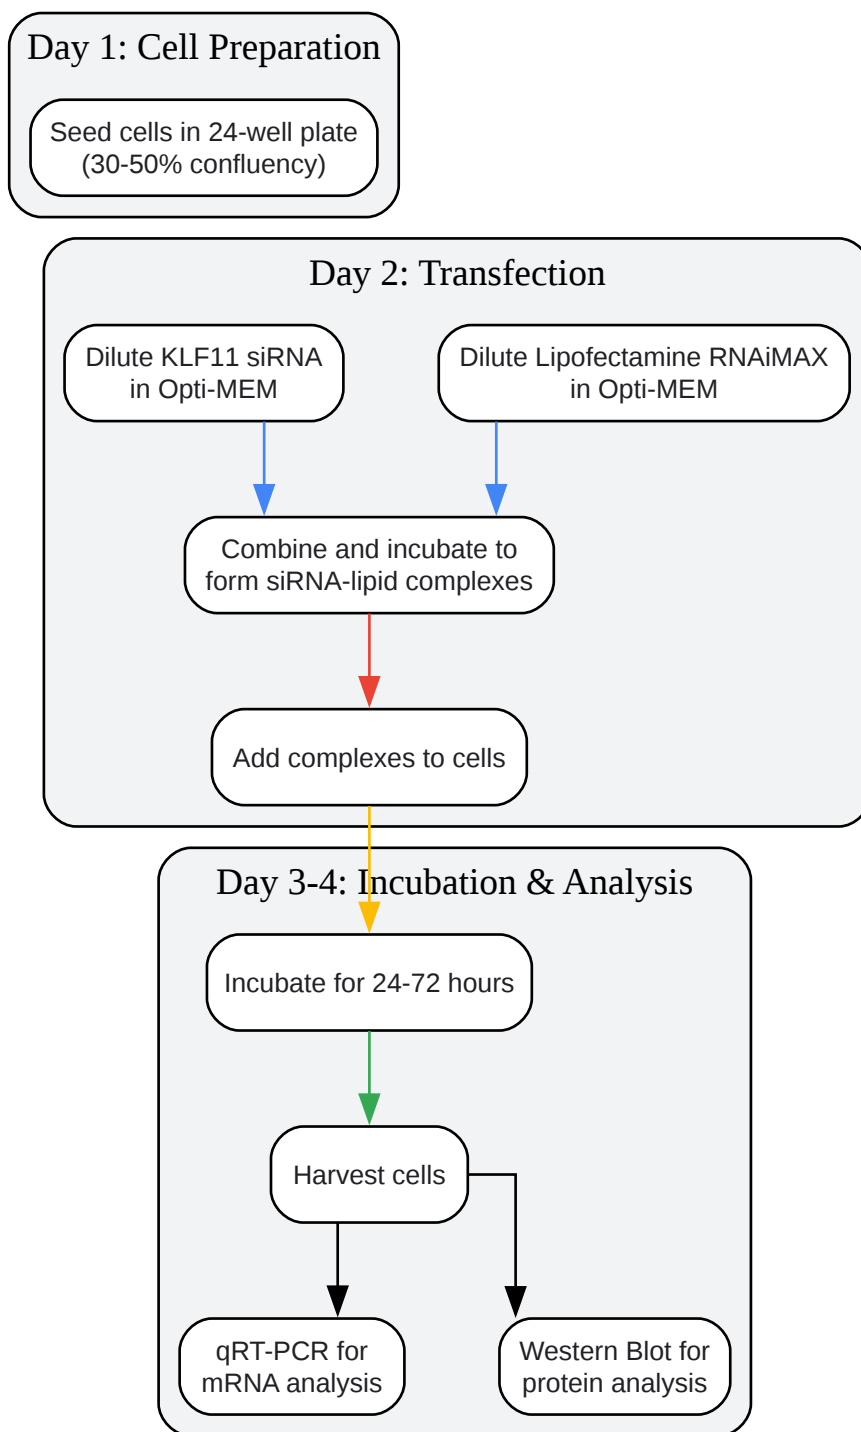 Day 1: Cell Preparation
Seed cells in 24-well plate
(30-50% confluency)
Day 2: Transfection
Dilute KLF11 siRNA
in Opti-MEM
Dilute Lipofectamine RNAiMAX
in Opti-MEM
Combine and incubate to
form siRNA-lipid complexes
Add complexes to cells
Day 3-4: Incubation & Analysis
Incubate for 24-72 hours
Harvest cells
qRT-PCR for
mRNA analysis
Western Blot for
protein analysis